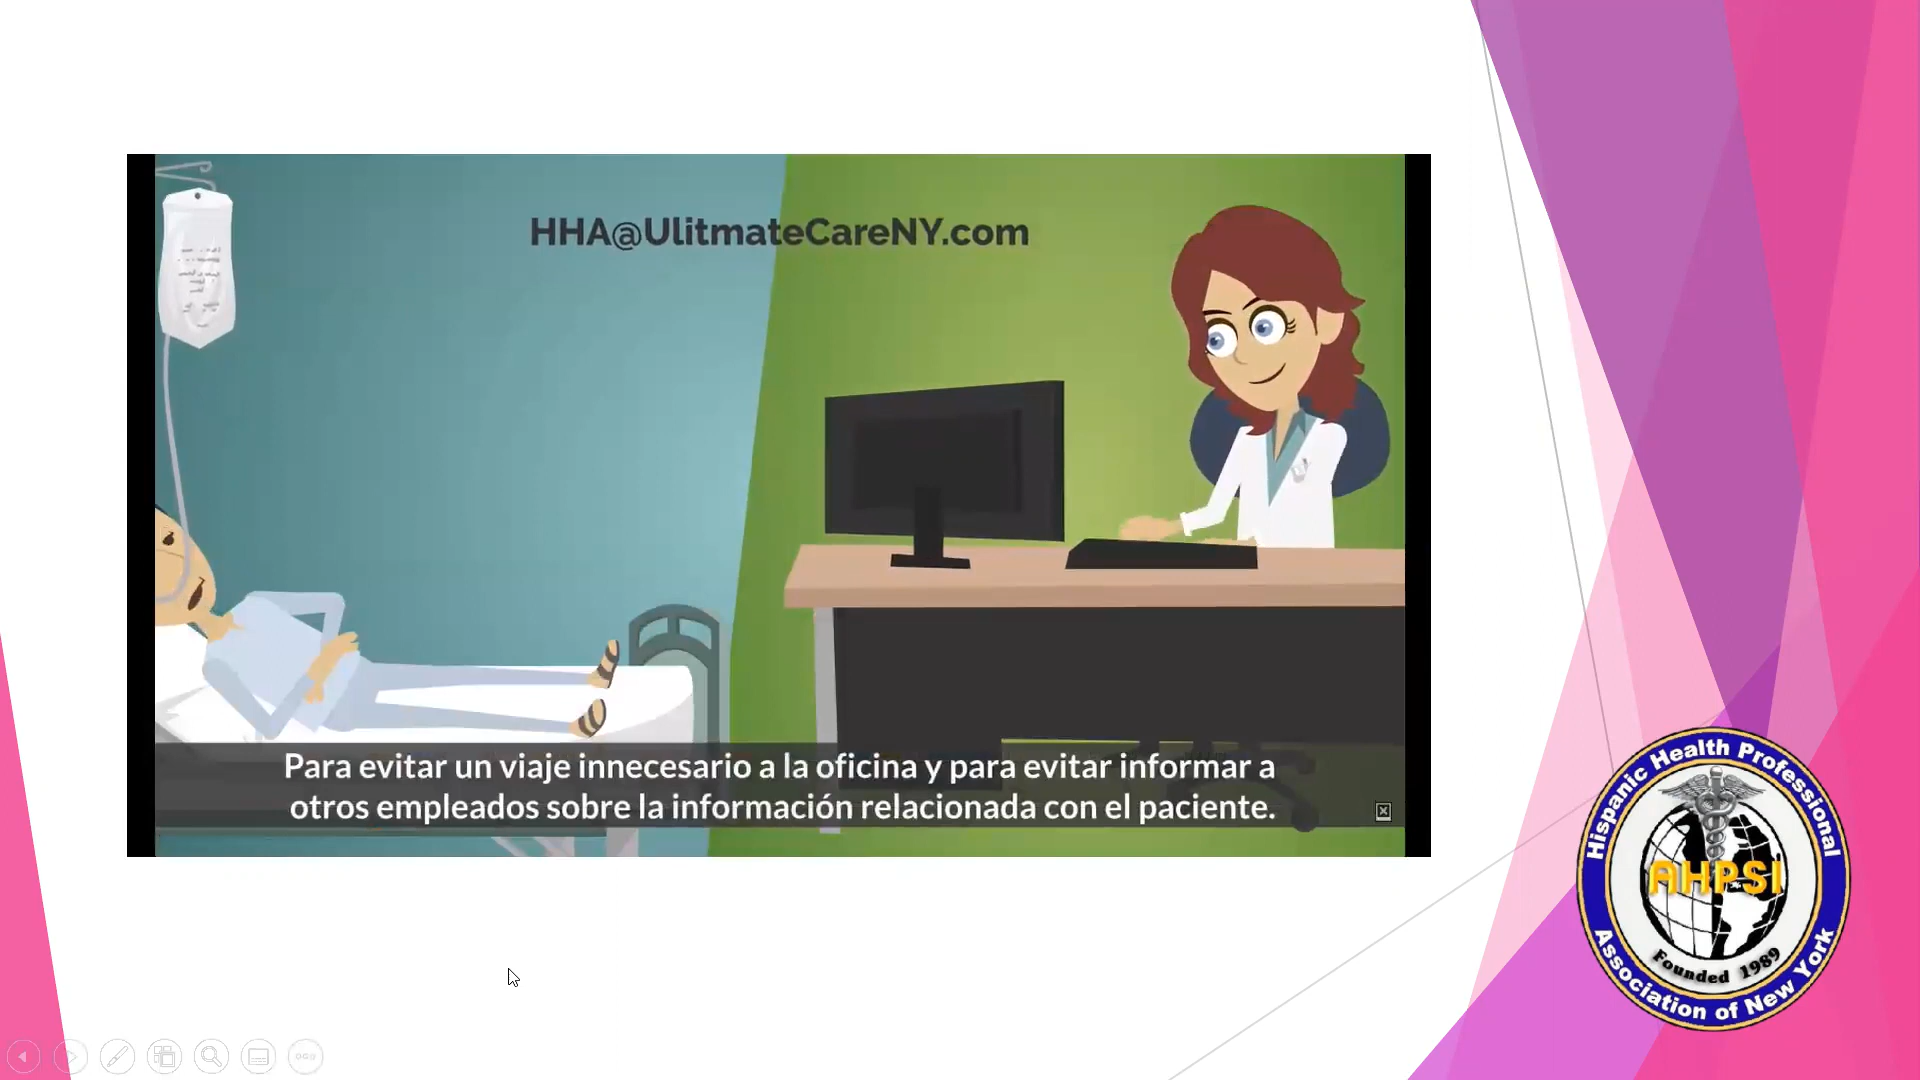 HHA@UlitmateCareNY.com
Para evitar un viaje innecesario a la oficina y para evitar informar a
otros empleados sobre la información relacionada con el paciente.
Hispanic Health Professional
AHPSI
Founded 1989
Association of New York